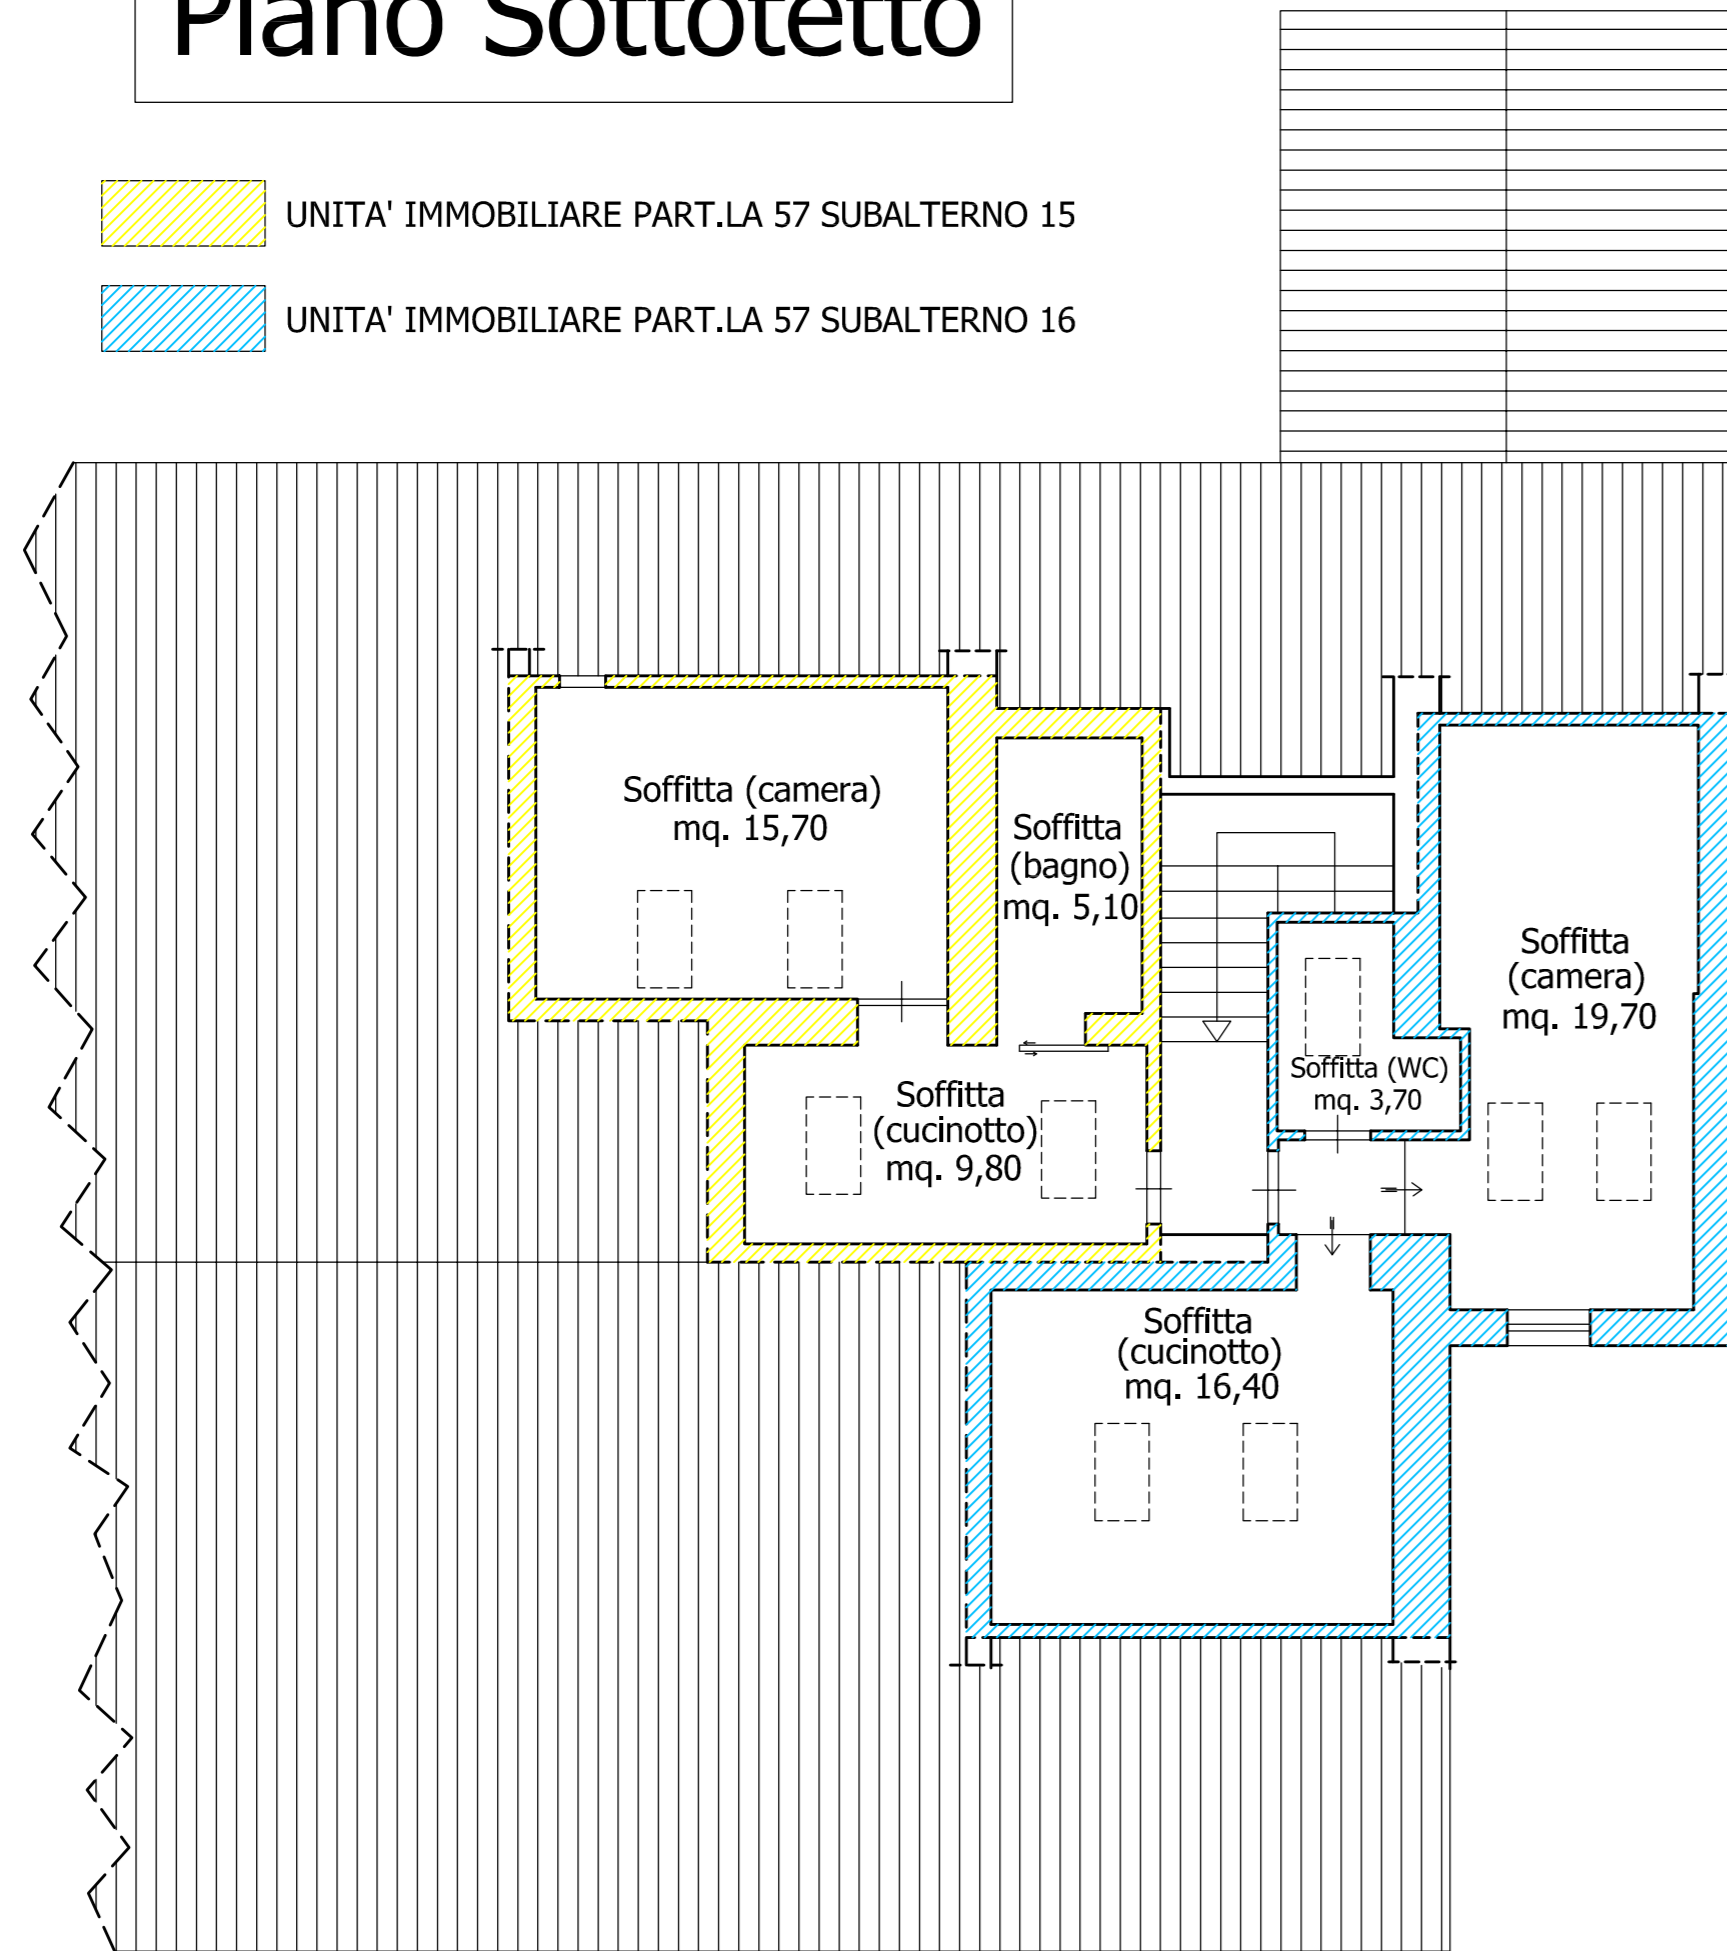 Piano Sottotetto
UNITA' IMMOBILIARE PART.LA 57 SUBALTERNO 15
UNITA' IMMOBILIARE PART.LA 57 SUBALTERNO 16
Soffitta (camera)
mq. 15,70
Soffitta
(bagno)
mq. 5,10
Soffitta
(camera)
mq. 19,70
Soffitta (WC)
mq. 3,70
Soffitta
(cucinotto)
mq. 9,80
Soffitta
(cucinotto)
mq. 16,40